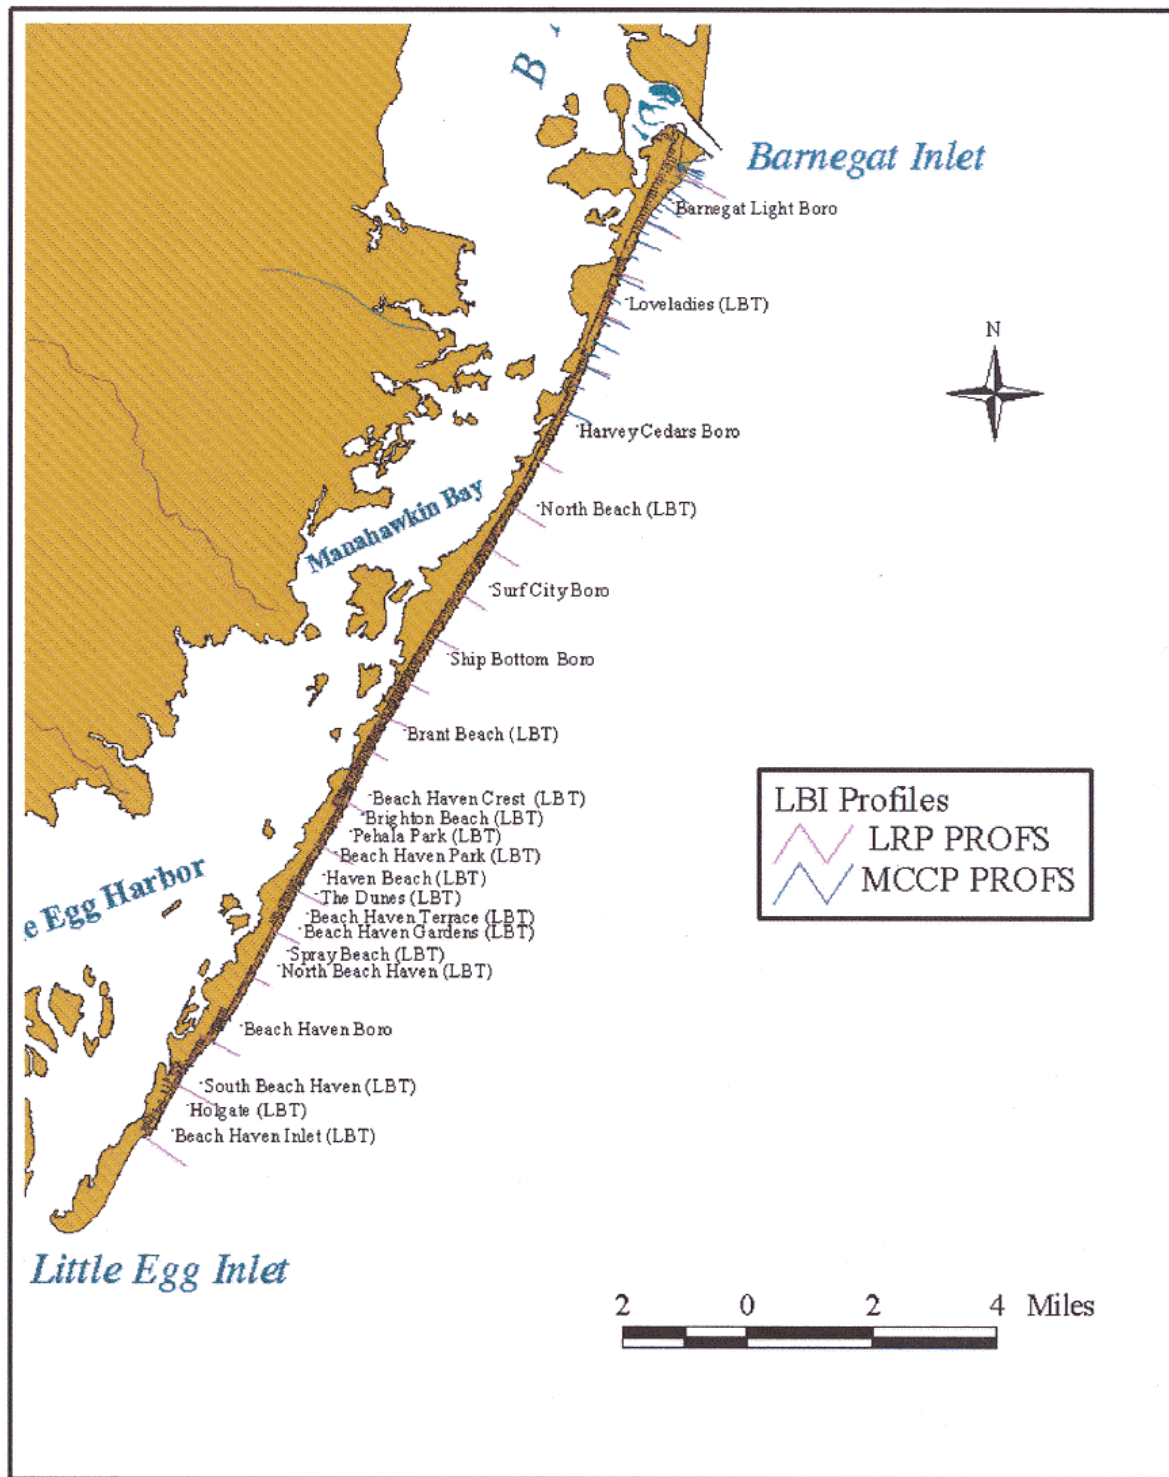 B
Barnegat Inlet
Barnegat Light Boro
Loveladies (LBT)
N
Harvey Cedars Boro
Manahawkin Bay
North Beach (LBT)
Surf City Boro
Ship Bottom Boro
Brant Beach (LBT)
Beach Haven Crest (LBT)
Brighton Beach (LBT)
Pehala Park (LBT)
Beach Haven Park (LBT)
Haven Beach (LBT)
The Dunes (LBT)
Beach Haven Terrace (LBT)
Beach Haven Gardens (LBT)
Spray Beach (LBT)
North Beach Haven (LBT)
e Egg Harbor
LBI Profiles
LRP PROFS
MCCP PROFS
Beach Haven Boro
South Beach Haven (LBT)
Holgate (LBT)
Beach Haven Inlet (LBT)
Little Egg Inlet
2 0 2 4 Miles